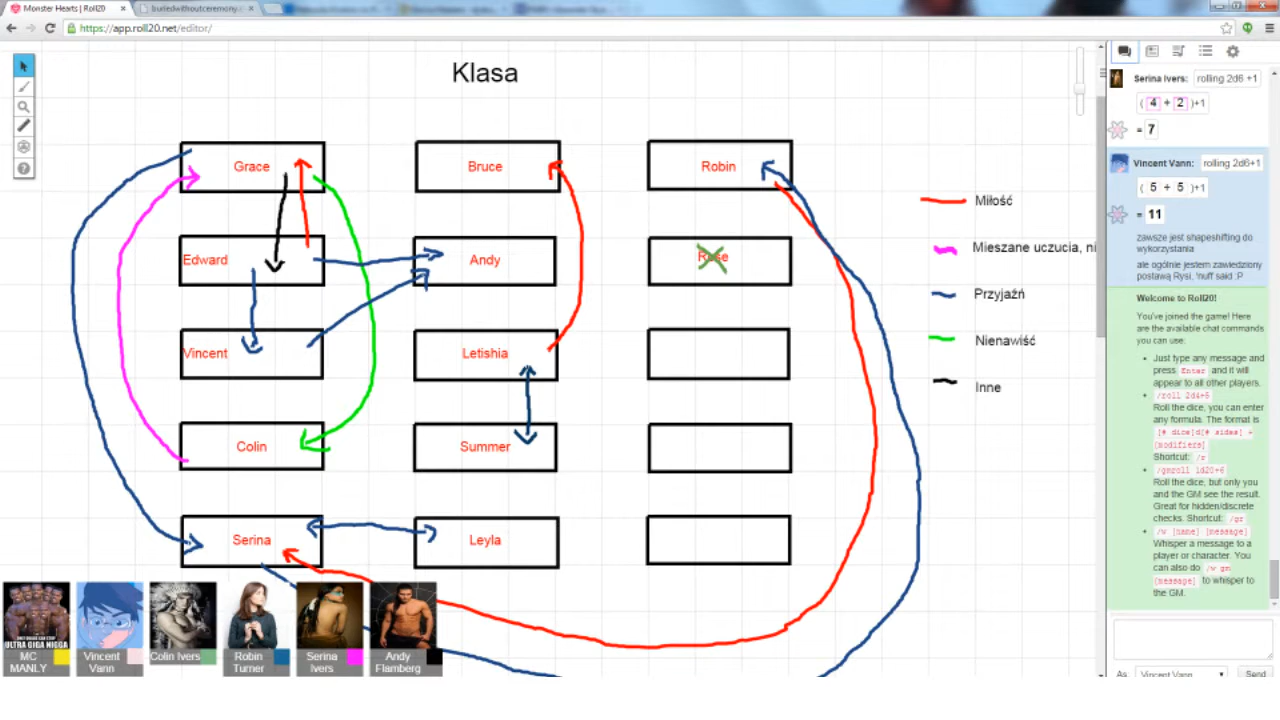 Monster Hearts | Roll20
buriedwithoutceremony.c
https://app.roll20.net/editor/
Klasa
Grace
Bruce
Robin
Edward
Andy
Rose
Vincent
Letishia
Colin
Summer
Serina
Leyla
Miłość
Mieszane uczucia, ni
Przyjaźń
Nienawiść
Inne
MC MANLY
Vincent Vann
Colin Ivers
Robin Turner
Serina Ivers
Andy Flamberg
Serina Ivers: rolling 2d6 +1
( 4 + 2 )+1
= 7
Vincent Vann: rolling 2d6+1
( 5 + 5 )+1
= 11
zawsze jest shapeshifting do
wykorzystania
ale ogólnie jestem zawiedziony
postawą Rysi, 'nuff said :P
Welcome to Roll20!
You've joined the game! Here
are the available chat commands
you can use:
Just type any message and
press Enter and it will
appear to all other players.
/roll 2d4+5
Roll the dice, you can enter
any formula. The format is
[# dice]d[# sides] +
[modifiers]
Shortcut: /r
/gmroll 1d20+6
Roll the dice, but only you
and the GM see the result.
Great for hidden/discrete
checks. Shortcut: /gr
/w [name] [message]
Whisper a message to a
player or character. You
can also do /w gm
[message] to whisper to
the GM.
As: Vincent Vann
Send